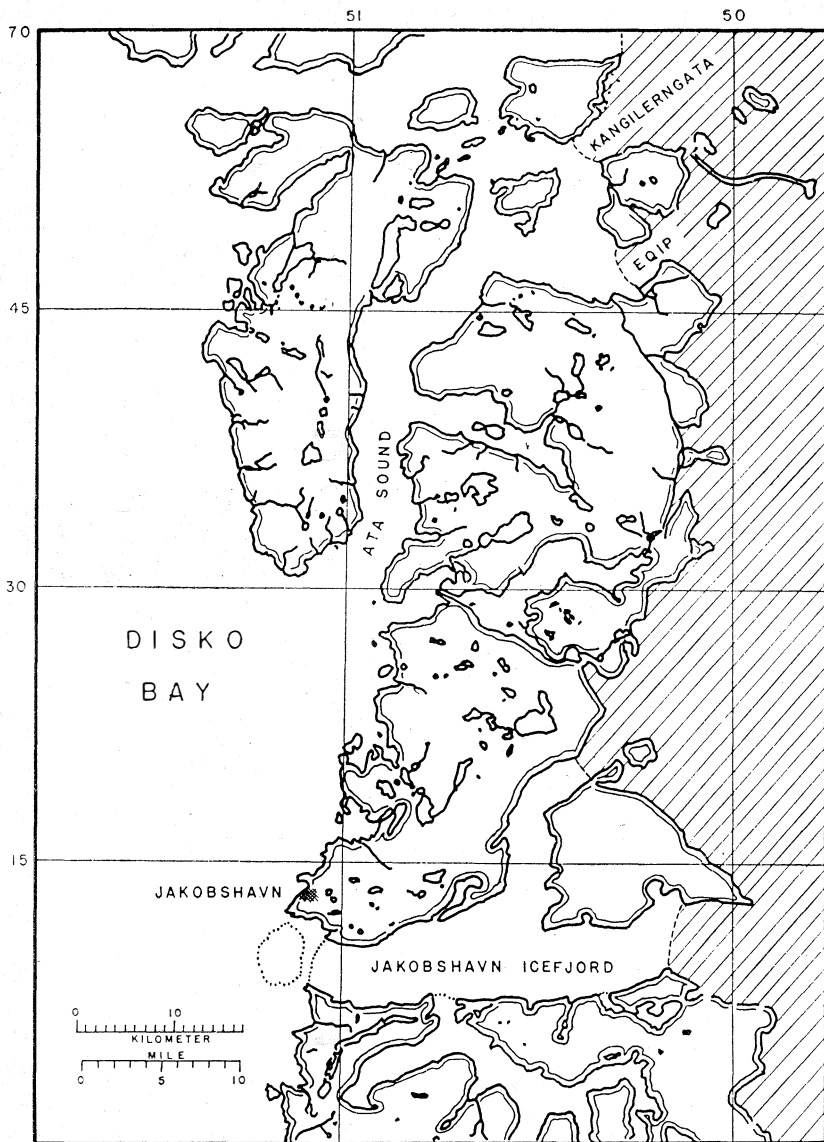 51 50
70
KANGILERNGATA
EQIP
45
ATA SOUND
30
DISKO
BAY
15
JAKOBSHAVN
JAKOBSHAVN ICEFJORD
0 10
KILOMETER
MILE
0 5 10